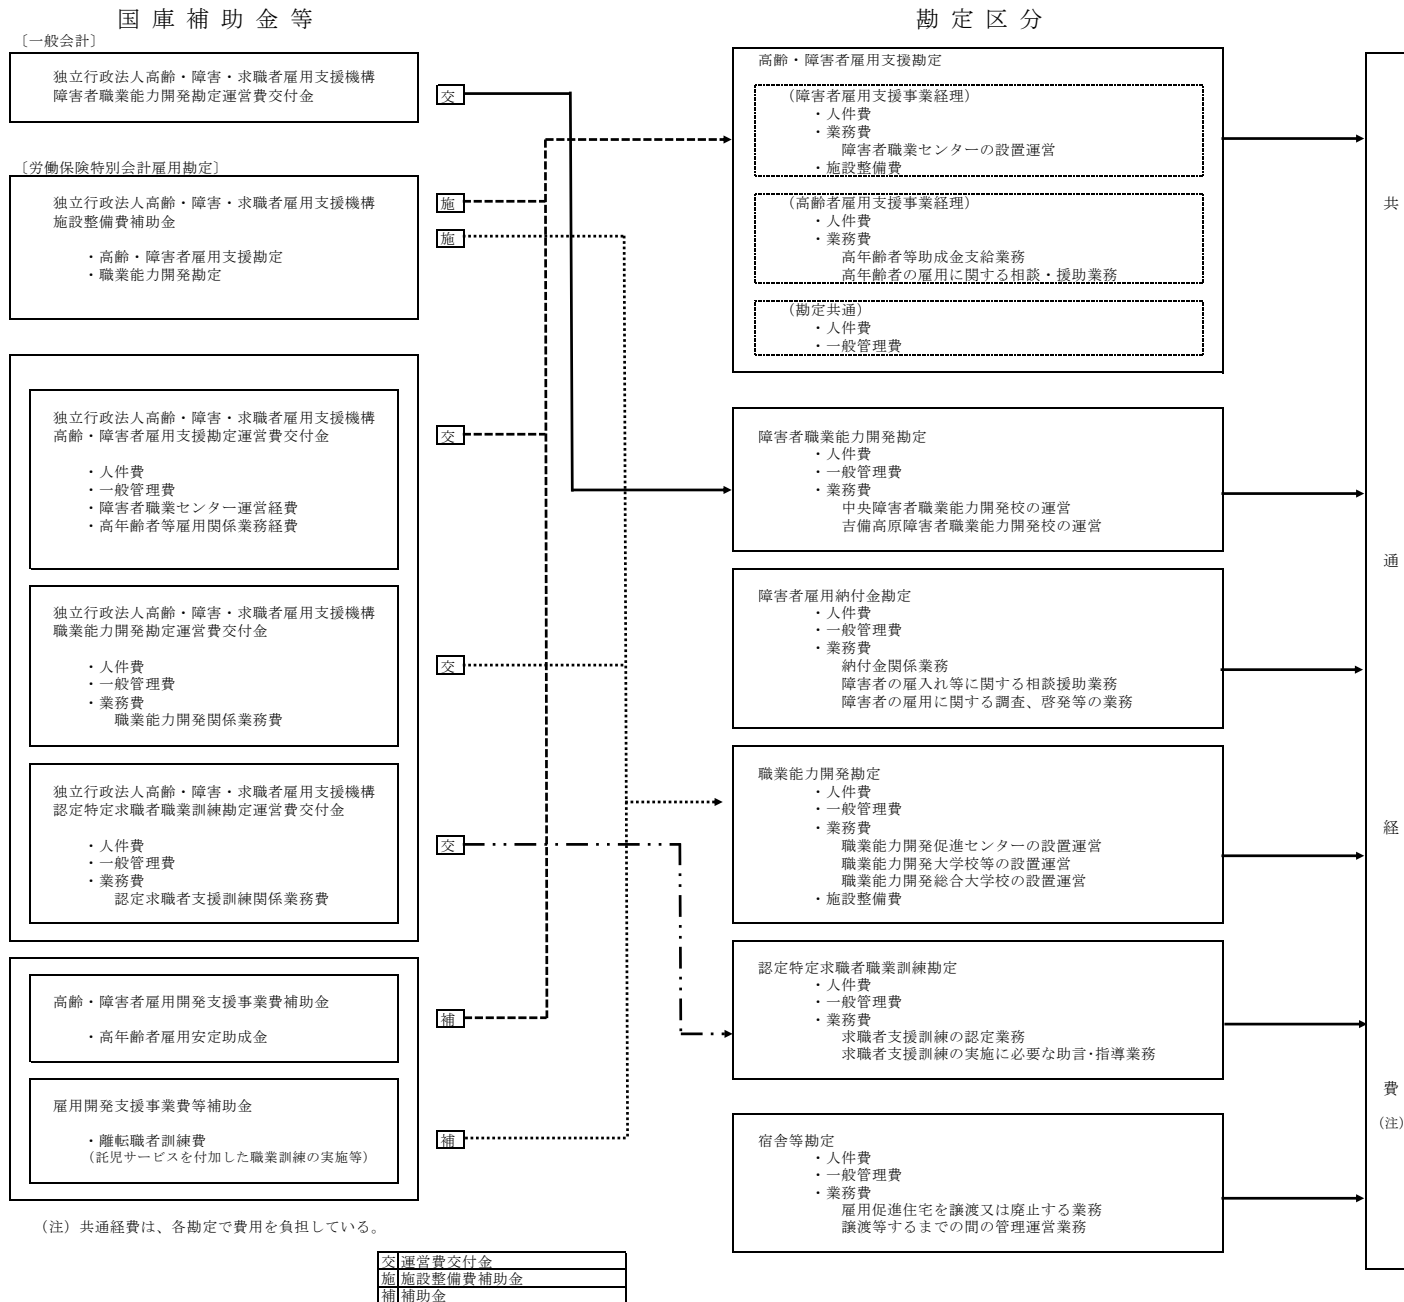 国庫補助金等
〔一般会計〕
独立行政法人高齢・障害・求職者雇用支援機構
障害者職業能力開発勘定運営費交付金
交
〔労働保険特別会計雇用勘定〕
独立行政法人高齢・障害・求職者雇用支援機構
施設整備費補助金
・高齢・障害者雇用支援勘定
・職業能力開発勘定
施
施
独立行政法人高齢・障害・求職者雇用支援機構
高齢・障害者雇用支援勘定運営費交付金
・人件費
・一般管理費
・障害者職業センター運営経費
・高年齢者等雇用関係業務経費
交
独立行政法人高齢・障害・求職者雇用支援機構
職業能力開発勘定運営費交付金
・人件費
・一般管理費
・業務費
職業能力開発関係業務費
交
独立行政法人高齢・障害・求職者雇用支援機構
認定特定求職者職業訓練勘定運営費交付金
・人件費
・一般管理費
・業務費
認定求職者支援訓練関係業務費
交
高齢・障害者雇用開発支援事業費補助金
・高年齢者雇用安定助成金
補
雇用開発支援事業費等補助金
・離転職者訓練費
（託児サービスを付加した職業訓練の実施等）
補
（注）共通経費は、各勘定で費用を負担している。
交 運営費交付金
施 施設整備費補助金
補 補助金
勘定区分
高齢・障害者雇用支援勘定
（障害者雇用支援事業経理）
・人件費
・業務費
障害者職業センターの設置運営
・施設整備費
（高齢者雇用支援事業経理）
・人件費
・業務費
高年齢者等助成金支給業務
高年齢者の雇用に関する相談・援助業務
（勘定共通）
・人件費
・一般管理費
障害者職業能力開発勘定
・人件費
・一般管理費
・業務費
中央障害者職業能力開発校の運営
吉備高原障害者職業能力開発校の運営
障害者雇用納付金勘定
・人件費
・一般管理費
・業務費
納付金関係業務
障害者の雇入れ等に関する相談援助業務
障害者の雇用に関する調査、啓発等の業務
職業能力開発勘定
・人件費
・一般管理費
・業務費
職業能力開発促進センターの設置運営
職業能力開発大学校等の設置運営
職業能力開発総合大学校の設置運営
・施設整備費
認定特定求職者職業訓練勘定
・人件費
・一般管理費
・業務費
求職者支援訓練の認定業務
求職者支援訓練の実施に必要な助言・指導業務
宿舎等勘定
・人件費
・一般管理費
・業務費
雇用促進住宅を譲渡又は廃止する業務
譲渡等するまでの間の管理運営業務
共
通
経
費
（注）